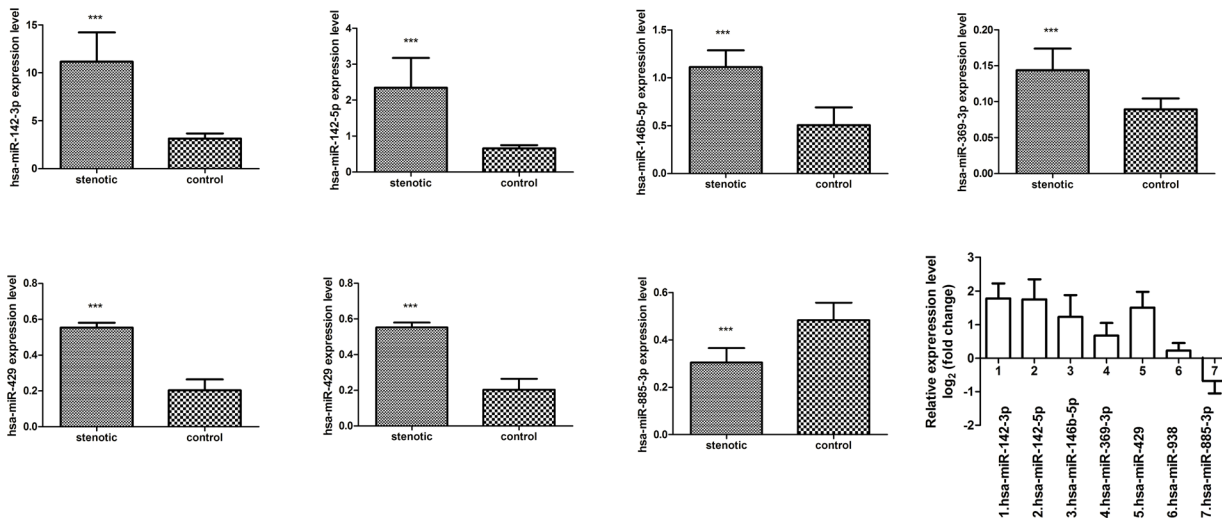 hsa-miR-142-3p expression level
15
10
5
0
***
stenotic
control
hsa-miR-142-5p expression level
4
3
2
1
0
***
stenotic
control
hsa-miR-146b-5p expression level
1.5
1.0
0.5
0.0
***
stenotic
control
hsa-miR-369-3p expression level
0.20
0.15
0.10
0.05
0.00
***
stenotic
control
hsa-miR-429 expression level
0.8
0.6
0.4
0.2
0.0
***
stenotic
control
hsa-miR-429 expression level
0.8
0.6
0.4
0.2
0.0
***
stenotic
control
hsa-miR-885-3p expression level
0.6
0.4
0.2
0.0
***
stenotic
control
Relative expreression level
log2 (fold change)
3
2
1
0
-1
-2
1
2
3
4
5
6
7
1.hsa-miR-142-3p
2.hsa-miR-142-5p
3.hsa-miR-146b-5p
4.hsa-miR-369-3p
5.hsa-miR-429
6.hsa-miR-938
7.hsa-miR-885-3p